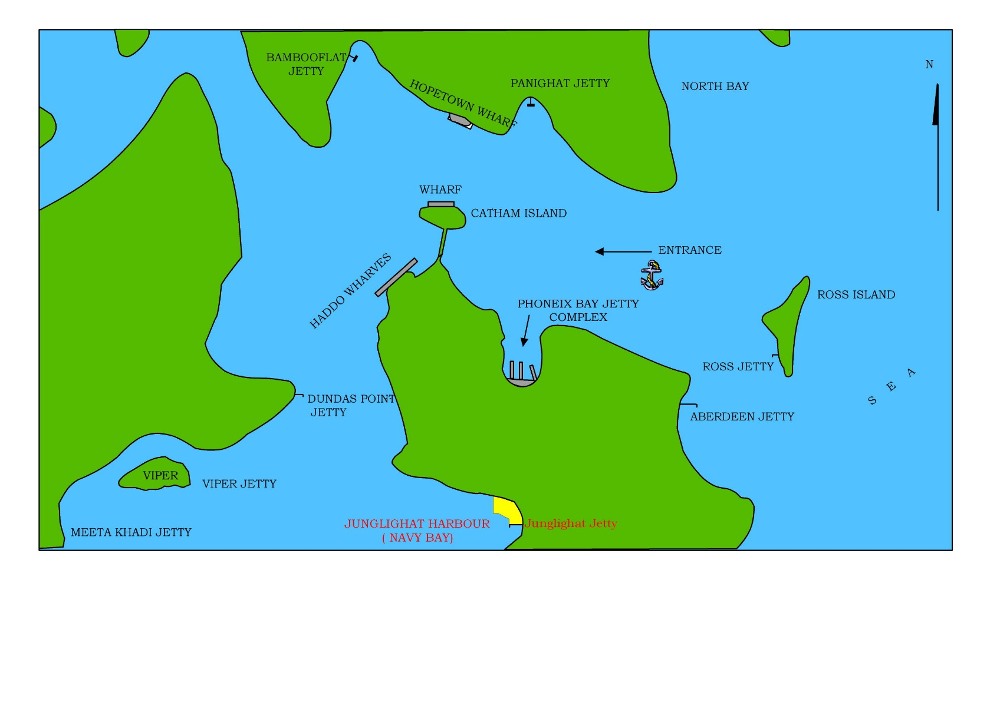 BAMBOOFLAT
JETTY
HOPETOWN WHARF
PANIGHAT JETTY
NORTH BAY
N
WHARF
CATHAM ISLAND
ENTRANCE
HADDO WHARVES
PHONEIX BAY JETTY
COMPLEX
ROSS ISLAND
ROSS JETTY
S E A
DUNDAS POINT
JETTY
ABERDEEN JETTY
VIPER
VIPER JETTY
MEETA KHADI JETTY
JUNGLIGHAT HARBOUR
( NAVY BAY)
Junglighat Jetty